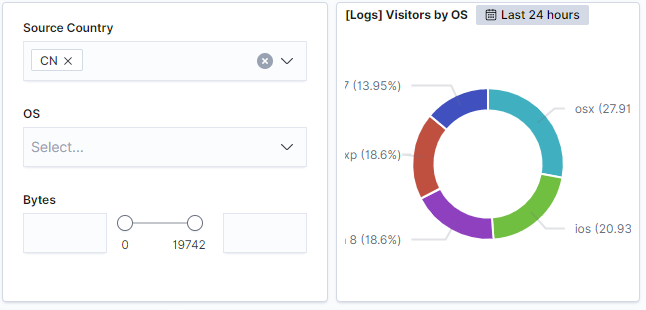 Source Country
CN ×
OS
Select...
Bytes
0
19742
[Logs] Visitors by OS
Last 24 hours
7 (13.95%)
osx (27.91
xp (18.6%)
8 (18.6%)
ios (20.93